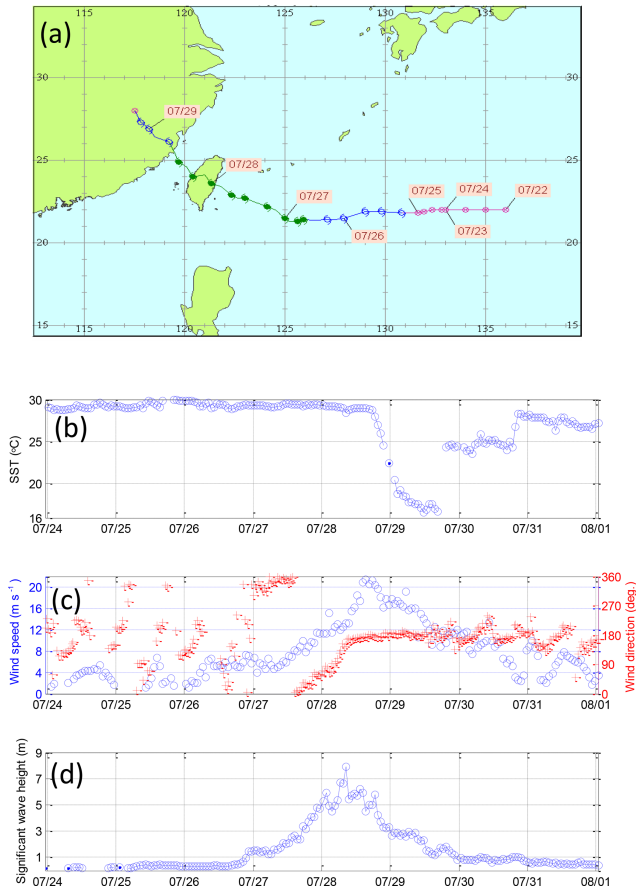 (a)
115 120 125 130 135
30 30
25 25
20 20
15 15
115 120 125 130 135
07/29
07/28
07/27
07/26
07/25
07/24
07/23
07/22
(b)
SST (ºC)
30
25
20
16
07/24 07/25 07/26 07/27 07/28 07/29 07/30 07/31 08/01
(c)
Wind speed (m s⁻¹)
20
16
12
8
4
0
Wind direction (deg.)
360
270
180
90
0
07/24 07/25 07/26 07/27 07/28 07/29 07/30 07/31 08/01
(d)
Significant wave height (m)
9
7
5
3
1
07/24 07/25 07/26 07/27 07/28 07/29 07/30 07/31 08/01